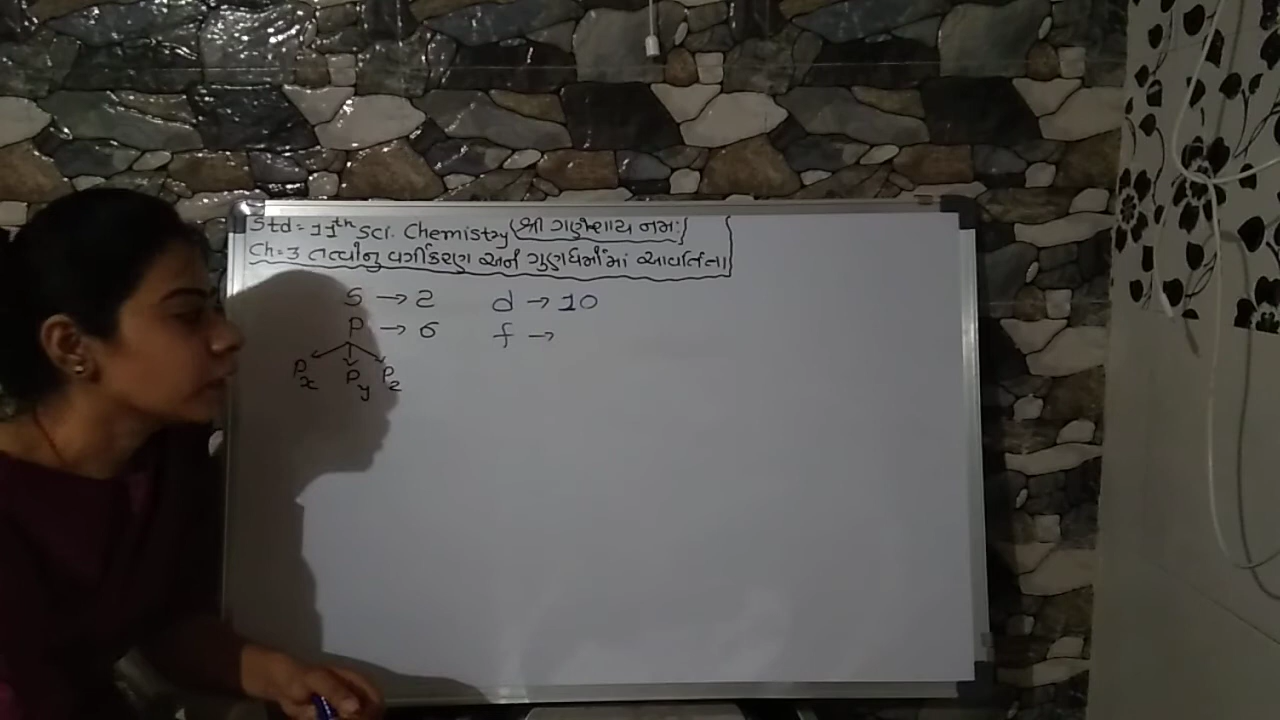 Std = 11th Sci. Chemistry (શ્રી ગણેશાય નમઃ)
Ch = 3 તત્વોનુ વર્ગીકરણ અને ગુણધર્મોમાં આવર્તિતા
S → 2 d → 10
P → 6 f →
Px Py Pz